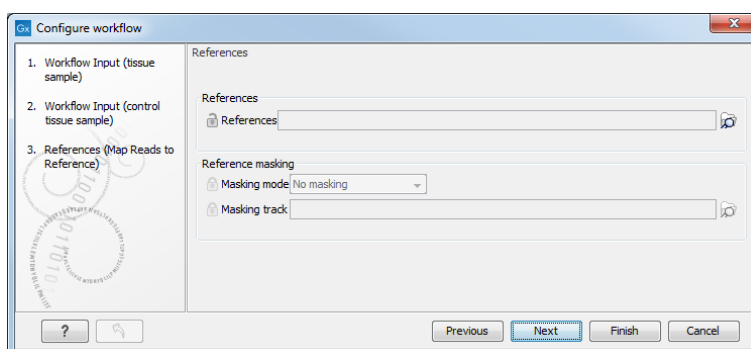 Gx Configure workflow
X
1. Workflow Input (tissue
sample)
2. Workflow Input (control
tissue sample)
3. References (Map Reads to
Reference)
References
References
References
Reference masking
Masking mode No masking
Masking track
?
Previous
Next
Finish
Cancel